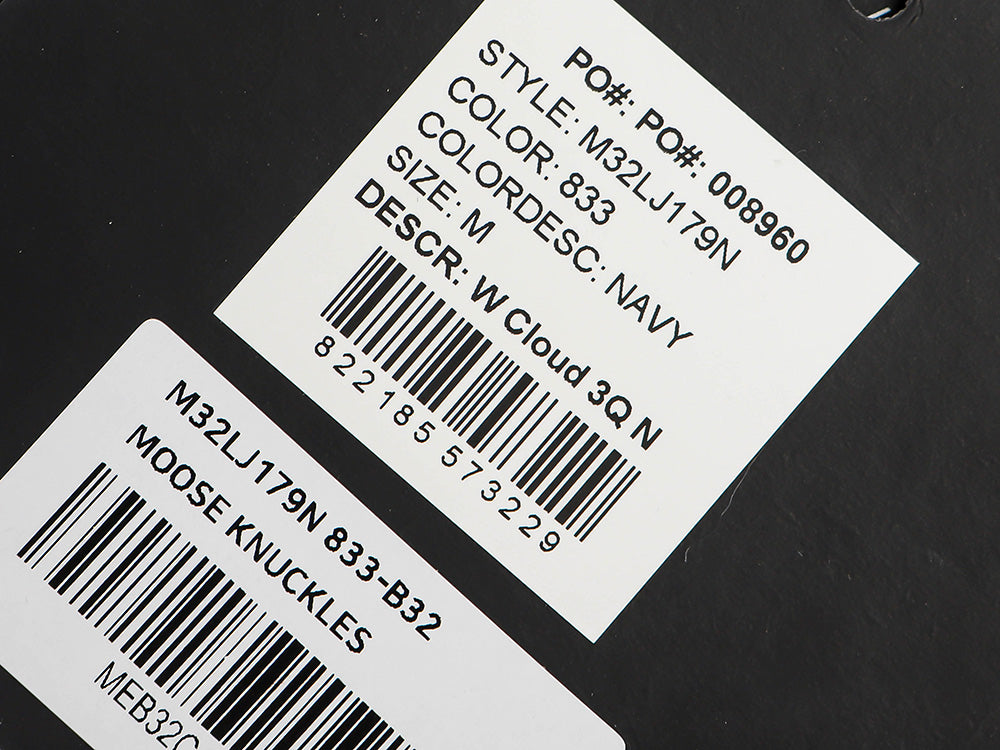 PO#: PO#: 008960
STYLE: M32LJ179N
COLOR: 833
COLORDESC: NAVY
SIZE: M
DESCR: W Cloud 3Q N
822185573229
M32LJ179N 833-B32
MOOSE KNUCKLES
MEB32C